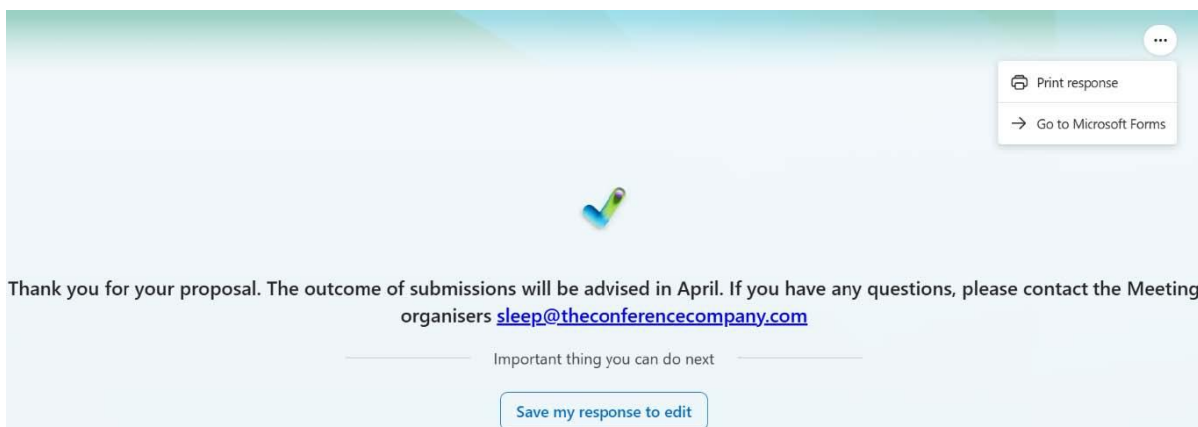 ...
Print response
Go to Microsoft Forms
Thank you for your proposal. The outcome of submissions will be advised in April. If you have any questions, please contact the Meeting
organisers sleep@theconferencecompany.com
Important thing you can do next
Save my response to edit